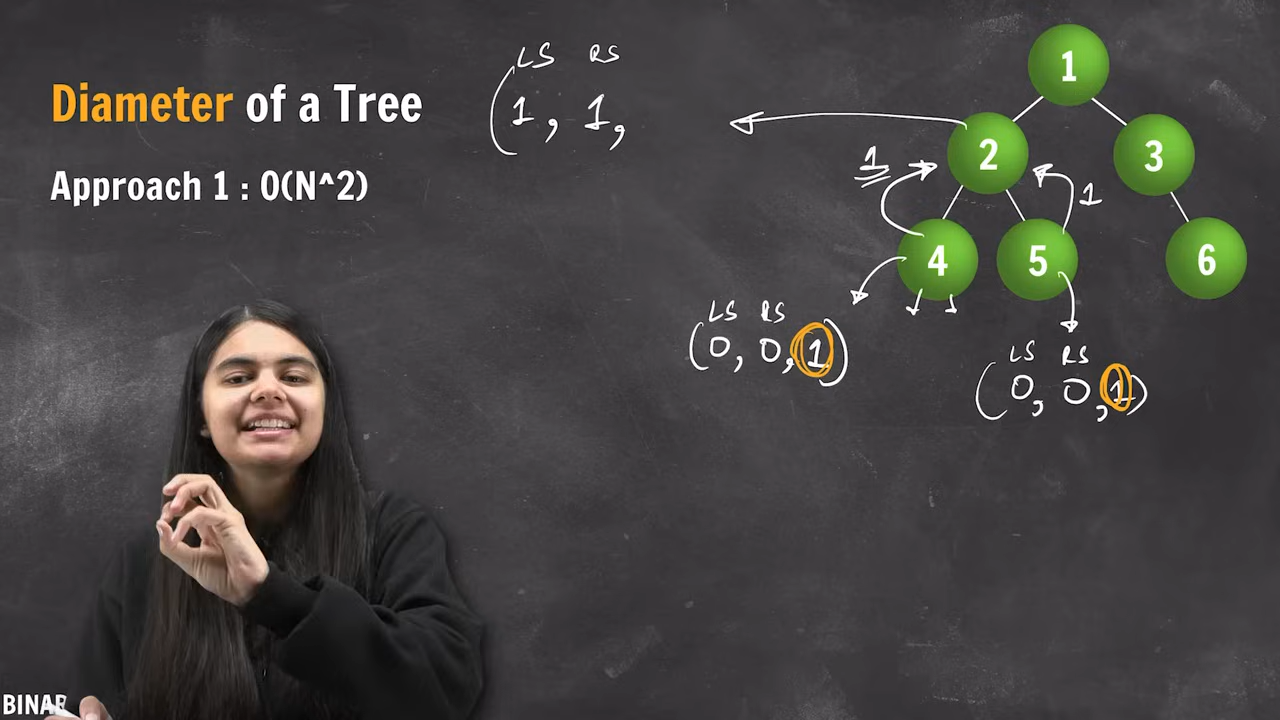 Diameter of a Tree
Approach 1 : O(N^2)
LS RS
(1, 1,
1
2
3
1
1
4
5
6
LS RS
(0, 0, 1)
LS RS
(0, 0, 1)
BINAR